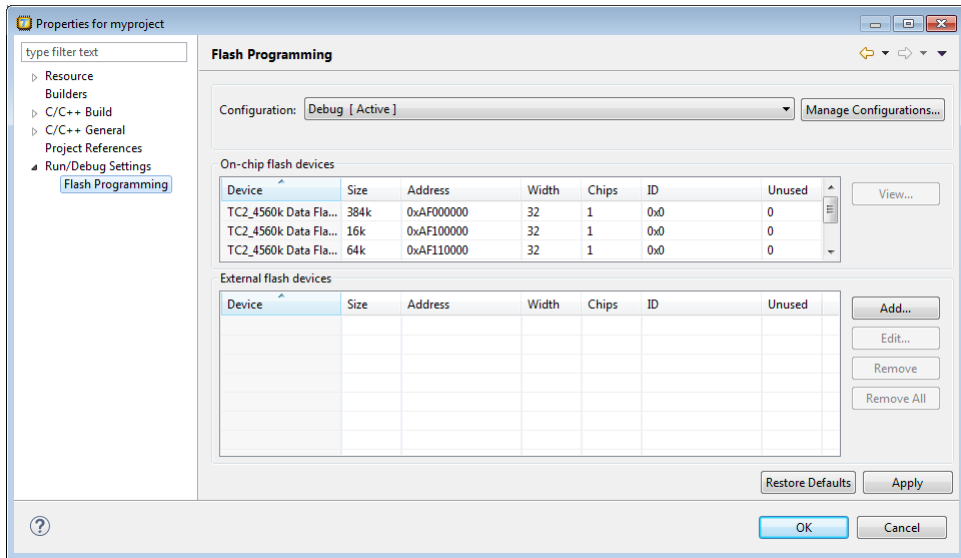 Properties for myproject
type filter text
Resource
Builders
C/C++ Build
C/C++ General
Project References
Run/Debug Settings
Flash Programming
Flash Programming
Configuration: Debug [ Active ] Manage Configurations...
On-chip flash devices
Device Size Address Width Chips ID Unused
TC2_4560k Data Fla... 384k 0xAF000000 32 1 0x0 0
TC2_4560k Data Fla... 16k 0xAF100000 32 1 0x0 0
TC2_4560k Data Fla... 64k 0xAF110000 32 1 0x0 0
View...
External flash devices
Device Size Address Width Chips ID Unused
Add...
Edit...
Remove
Remove All
Restore Defaults Apply
? OK Cancel